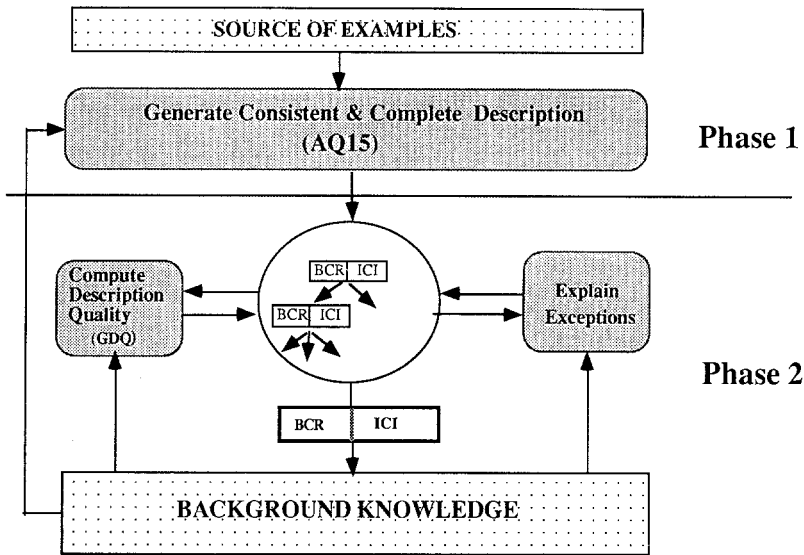 SOURCE OF EXAMPLES
Generate Consistent & Complete Description
(AQ15)
Phase 1
BCR ICI
Compute
Description
Quality
(GDQ)
BCR ICI
Explain
Exceptions
Phase 2
BCR ICI
BACKGROUND KNOWLEDGE